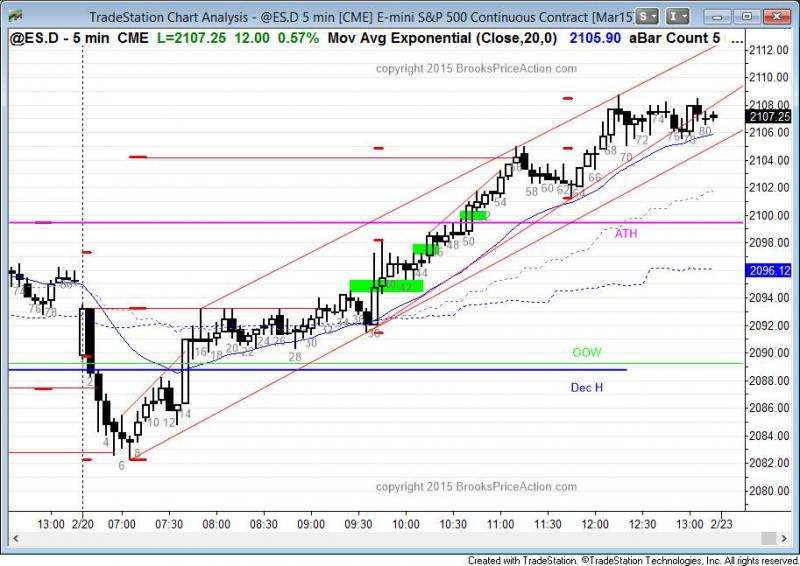 TradeStation Chart Analysis - @ES.D 5 min [CME] E-mini S&P 500 Continuous Contract [Mar15]
S
I
@ES.D - 5 min CME L=2107.25 12.00 0.57% Mov Avg Exponential (Close,20,0) 2105.90 aBar Count 5 ...
copyright 2015 BrooksPriceAction.com
2112.00
2110.00
2108.00
2107.25
2106.00
2104.00
2102.00
2100.00
2098.00
2096.12
2094.00
2092.00
2090.00
2088.00
2086.00
2084.00
2082.00
2080.00
ATH
OOW
Dec H
76 78
80
2
4
6
8
10 12 14
16 18 20 22 24 26 28 30 32 34 36
44
48 50
54
58 60 62 64
66
68 70 72 74 76 78 80
copyright 2015 BrooksPriceAction.com
13:00 2/20 07:00 07:30 08:00 08:30 09:00 09:30 10:00 10:30 11:00 11:30 12:00 12:30 13:00 2/23
Created with TradeStation. ©TradeStation Technologies, Inc. All rights reserved.